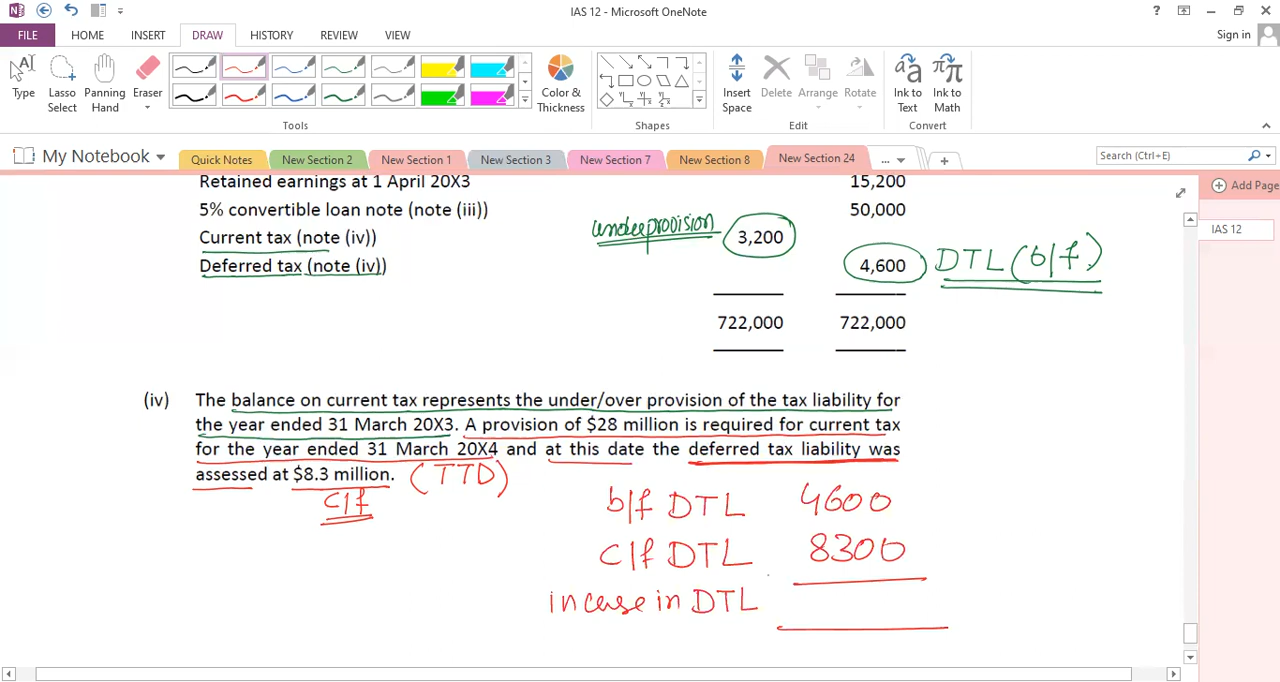 IAS 12 - Microsoft OneNote
? Sign in
FILE HOME INSERT DRAW HISTORY REVIEW VIEW
Type Lasso Select Panning Hand Eraser Color & Thickness Insert Space Delete Arrange Rotate Ink to Text Ink to Math
Tools Shapes Edit Convert
My Notebook Quick Notes New Section 2 New Section 1 New Section 3 New Section 7 New Section 8 New Section 24 ... + Search (Ctrl+E)
Retained earnings at 1 April 20X3 15,200
Add Page
5% convertible loan note (note (iii)) 50,000
IAS 12
Current tax (note (iv)) underprovision 3,200
Deferred tax (note (iv)) 4,600 DTL (b/f)
722,000 722,000
(iv) The balance on current tax represents the under/over provision of the tax liability for
the year ended 31 March 20X3. A provision of $28 million is required for current tax
for the year ended 31 March 20X4 and at this date the deferred tax liability was
assessed at $8.3 million. (TTD)
c/f
b/f DTL 4600
c/f DTL 8300
incease in DTL